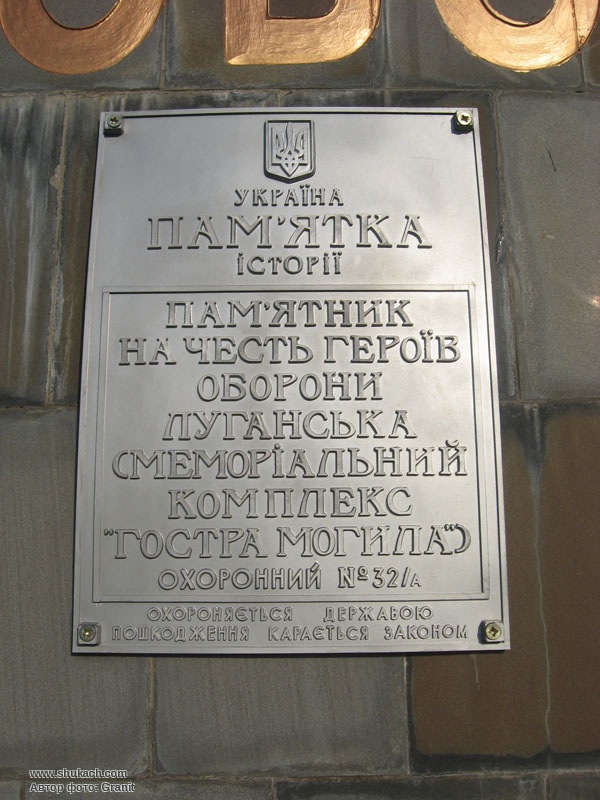 УКРАЇНА
ПАМ'ЯТКА
ІСТОРІЇ
ПАМ'ЯТНИК
НА ЧЕСТЬ ГЕРОЇВ
ОБОРОНИ
ЛУГАНСЬКА
(МЕМОРІАЛЬНИЙ
КОМПЛЕКС
"ГОСТРА МОГИЛА")
ОХОРОННИЙ №32/А
ОХОРОНЯЄТЬСЯ ДЕРЖАВОЮ
ПОШКОДЖЕННЯ КАРАЄТЬСЯ ЗАКОНОМ
www.shukach.com
Автор фото: Granit